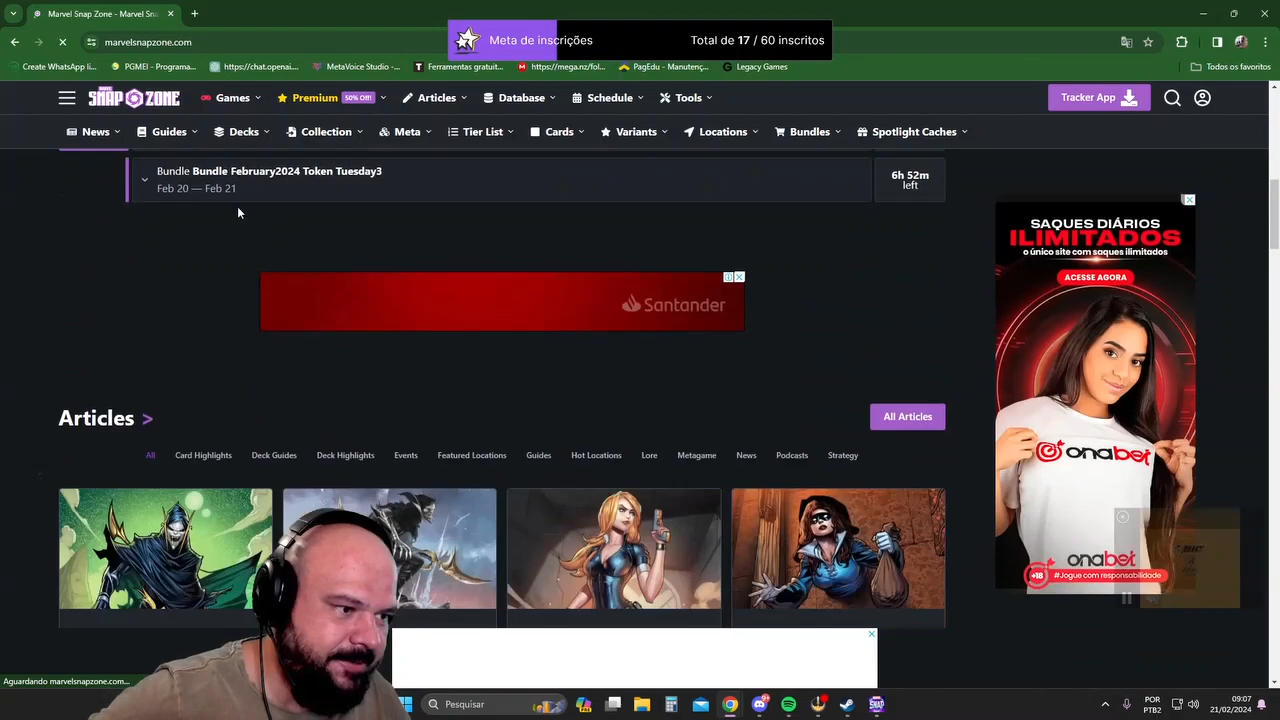 Marvel Snap Zone - Marvel Snap
marvelsnapzone.com
Meta de inscrições
Total de 17 / 60 inscritos
Create WhatsApp li...
PGMEI - Programa...
https://chat.openai....
MetaVoice Studio -...
Ferramentas gratuit...
https://mega.nz/fol...
PagEdu - Manutenç...
Legacy Games
Todos os favoritos
MARVEL SNAP ZONE
Games
Premium 50% Off!
Articles
Database
Schedule
Tools
Tracker App
News
Guides
Decks
Collection
Meta
Tier List
Cards
Variants
Locations
Bundles
Spotlight Caches
Bundle Bundle February2024 Token Tuesday3
Feb 20 — Feb 21
6h 52m
left
Santander
SAQUES DIÁRIOS
ILIMITADOS
o único site com saques ilimitados
ACESSE AGORA
onabet
onabet
+18 #Jogue com responsabilidade
Articles >
All Articles
All
Card Highlights
Deck Guides
Deck Highlights
Events
Featured Locations
Guides
Hot Locations
Lore
Metagame
News
Podcasts
Strategy
Aguardando marvelsnapzone.com...
Pesquisar
POR
PTB2
09:07
21/02/2024